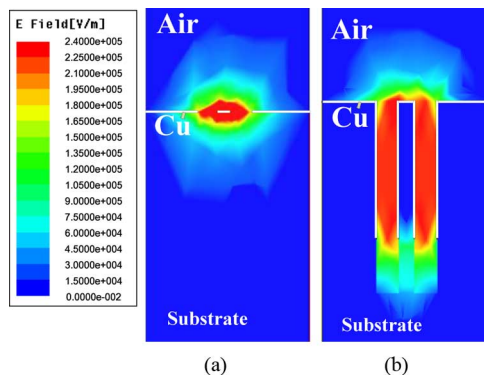 E Field[V/m]
2.4000e+005
2.2500e+005
2.1000e+005
1.9500e+005
1.8000e+005
1.6500e+005
1.5000e+005
1.3500e+005
1.2000e+005
1.0500e+005
9.0000e+004
7.5000e+004
6.0000e+004
4.5000e+004
3.0000e+004
1.5000e+004
0.0000e-002
Air
Cu
Substrate
(a)
Air
Cu
Substrate
(b)